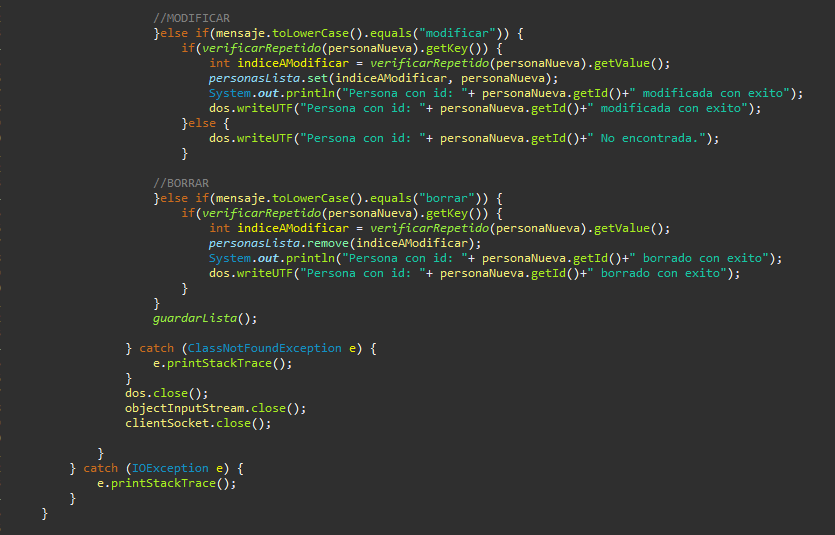 //MODIFICAR
}else if(mensaje.toLowerCase().equals("modificar")) {
if(verificarRepetido(personaNueva).getKey()) {
int indiceAModificar = verificarRepetido(personaNueva).getValue();
personasLista.set(indiceAModificar, personaNueva);
System.out.println("Persona con id: "+ personaNueva.getId()+" modificada con exito");
dos.writeUTF("Persona con id: "+ personaNueva.getId()+" modificada con exito");
}else {
dos.writeUTF("Persona con id: "+ personaNueva.getId()+" No encontrada.");
}
//BORRAR
}else if(mensaje.toLowerCase().equals("borrar")) {
if(verificarRepetido(personaNueva).getKey()) {
int indiceAModificar = verificarRepetido(personaNueva).getValue();
personasLista.remove(indiceAModificar);
System.out.println("Persona con id: "+ personaNueva.getId()+" borrado con exito");
dos.writeUTF("Persona con id: "+ personaNueva.getId()+" borrado con exito");
}
}
guardarLista();
} catch (ClassNotFoundException e) {
e.printStackTrace();
}
dos.close();
objectInputStream.close();
clientSocket.close();
}
} catch (IOException e) {
e.printStackTrace();
}
}